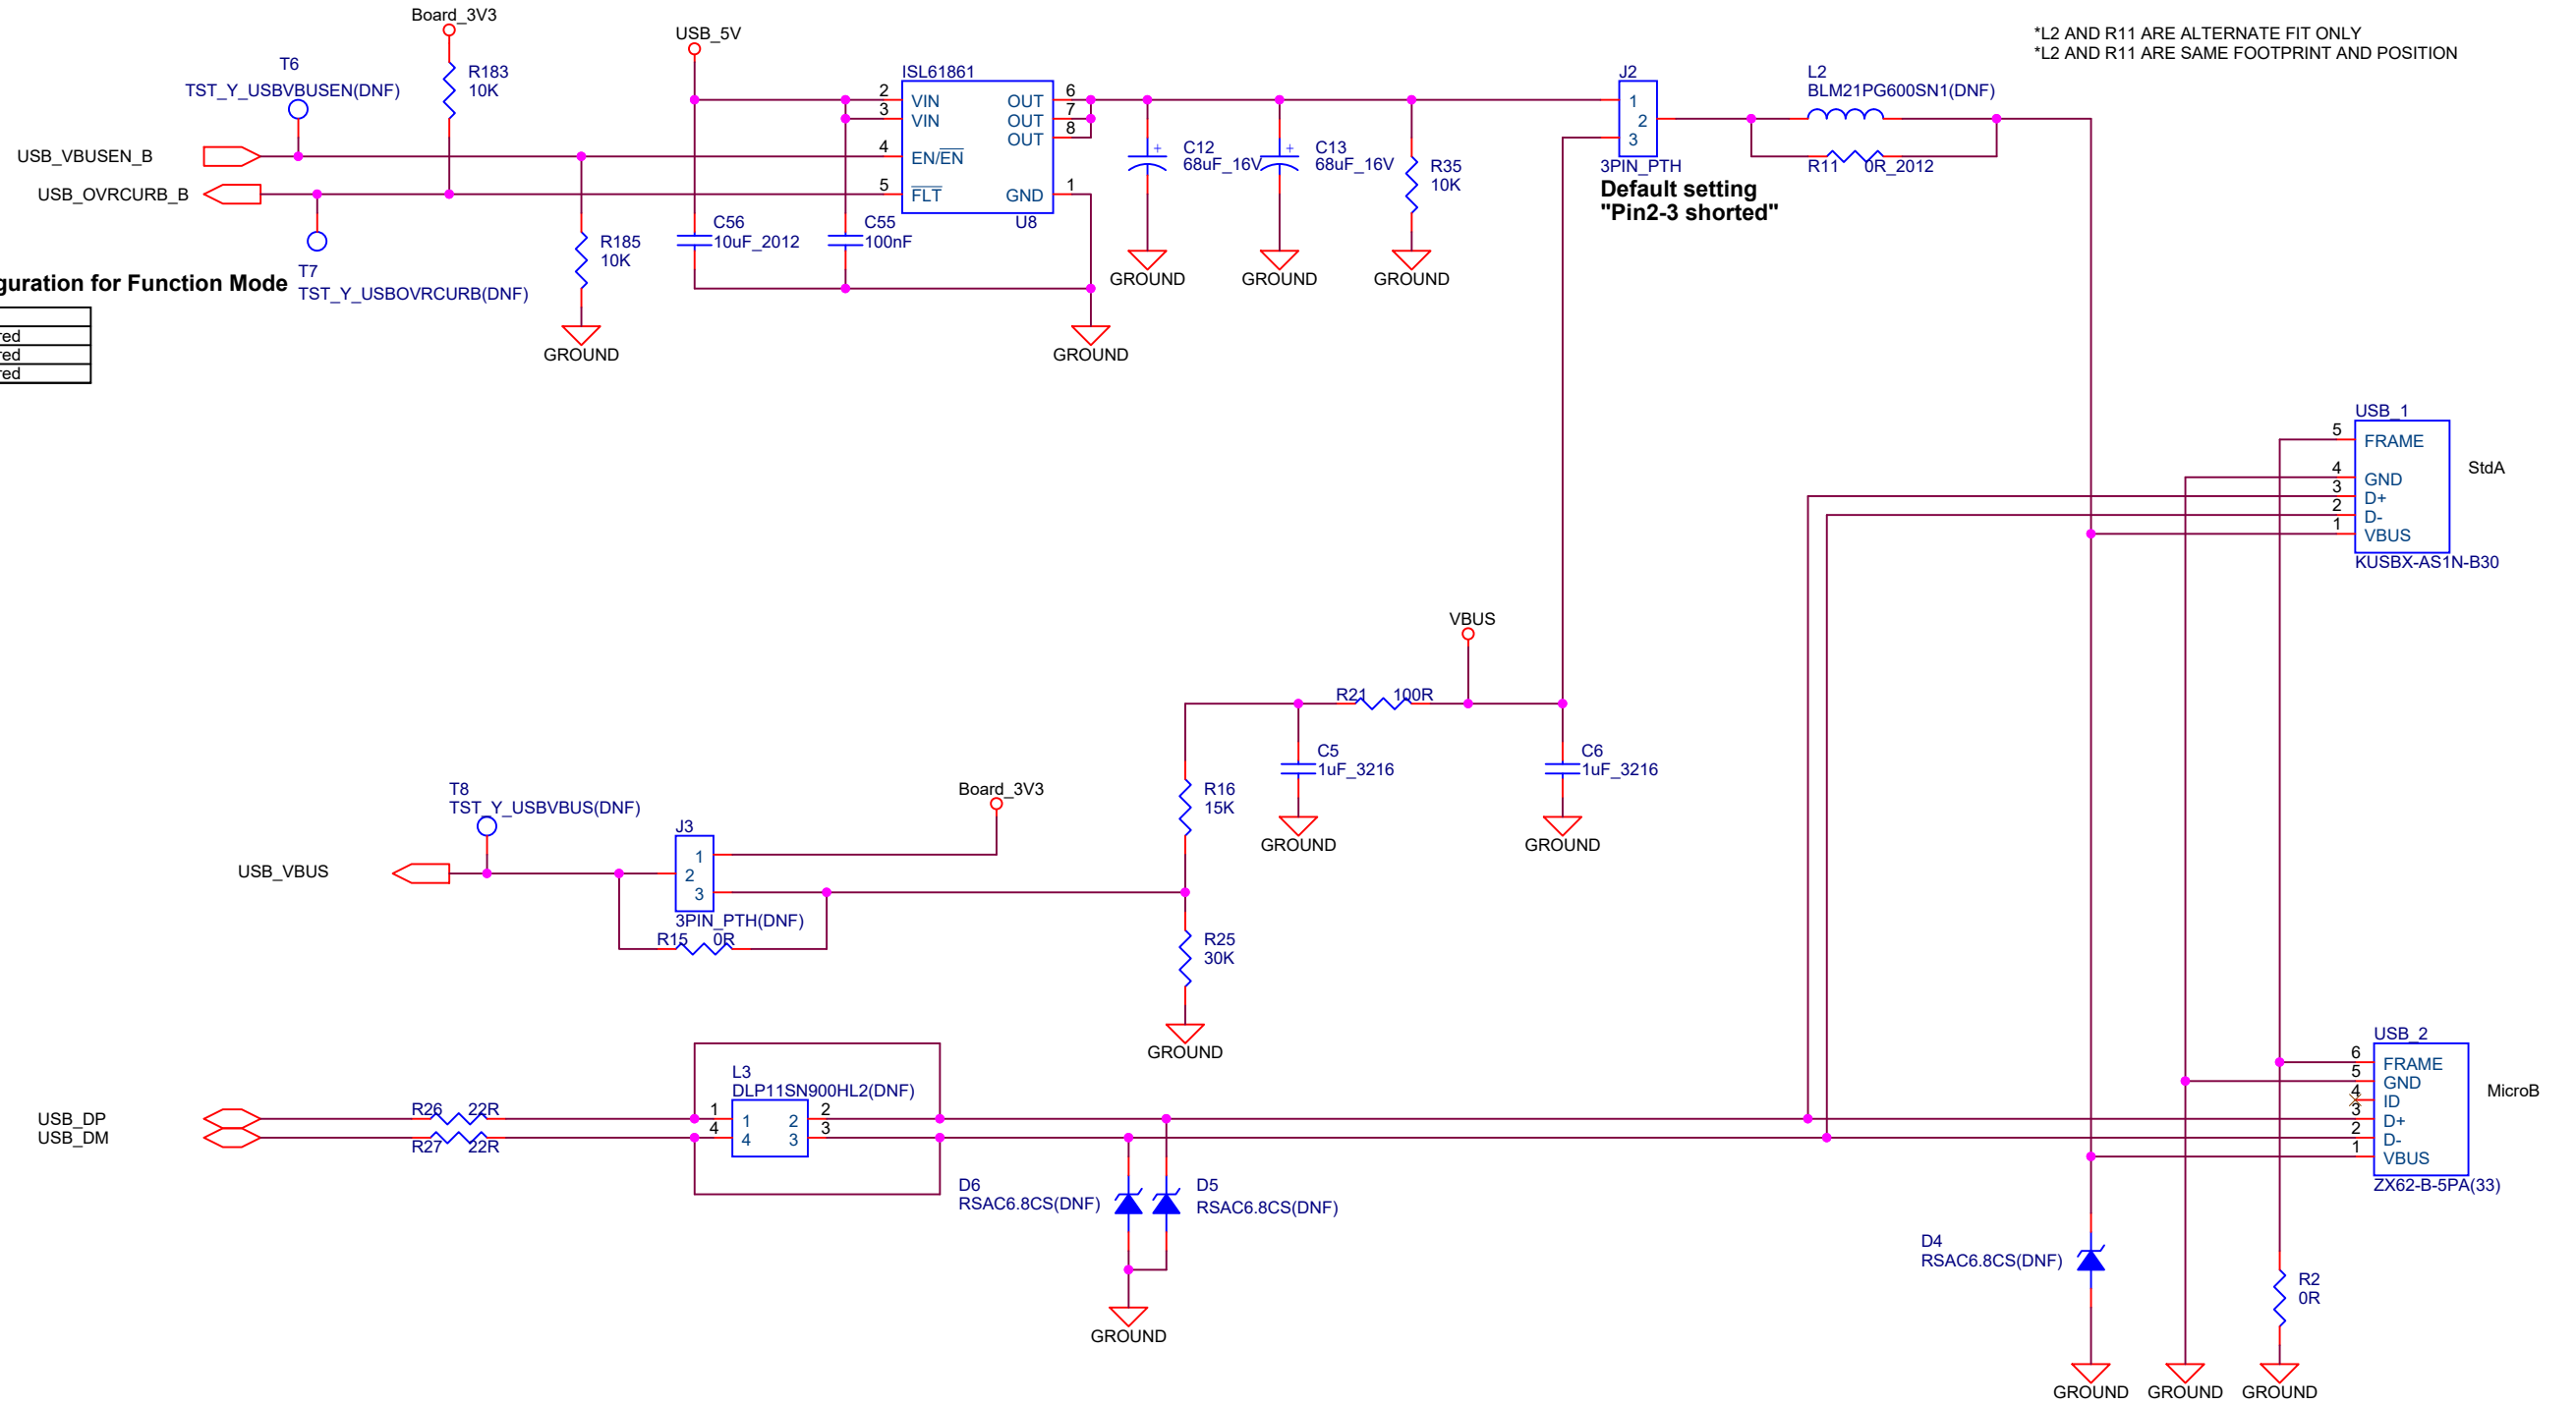 Board_3V3
T6
TST_Y_USBVBUSEN(DNF)
R183
10K
USB_VBUSEN_B
USB_OVRCURB_B
T7
TST_Y_USBOVRCURB(DNF)
guration for Function Mode
red
red
red
R185
10K
GROUND
USB_5V
ISL61861
2
3
4
5
VIN
VIN
EN/EN
FLT
OUT
OUT
OUT
GND
6
7
8
1
U8
C56
10uF_2012
C55
100nF
GROUND
C12
68uF_16V
GROUND
C13
68uF_16V
GROUND
R35
10K
GROUND
J2
1
2
3
3PIN_PTH
Default setting
"Pin2-3 shorted"
L2
BLM21PG600SN1(DNF)
R11 0R_2012
*L2 AND R11 ARE ALTERNATE FIT ONLY
*L2 AND R11 ARE SAME FOOTPRINT AND POSITION
USB_1
5 FRAME
4 GND
3 D+
2 D-
1 VBUS
StdA
KUSBX-AS1N-B30
VBUS
R21 100R
C5
1uF_3216
GROUND
C6
1uF_3216
GROUND
R16
15K
R25
30K
GROUND
T8
TST_Y_USBVBUS(DNF)
USB_VBUS
J3
1
2
3
3PIN_PTH(DNF)
R15 0R
Board_3V3
USB_DP
USB_DM
R26 22R
R27 22R
L3
DLP11SN900HL2(DNF)
1 1 2 2
4 4 3 3
D6
RSAC6.8CS(DNF)
D5
RSAC6.8CS(DNF)
GROUND
USB_2
6 FRAME
5 GND
4 ID
3 D+
2 D-
1 VBUS
MicroB
ZX62-B-5PA(33)
D4
RSAC6.8CS(DNF)
R2
0R
GROUND
GROUND
GROUND